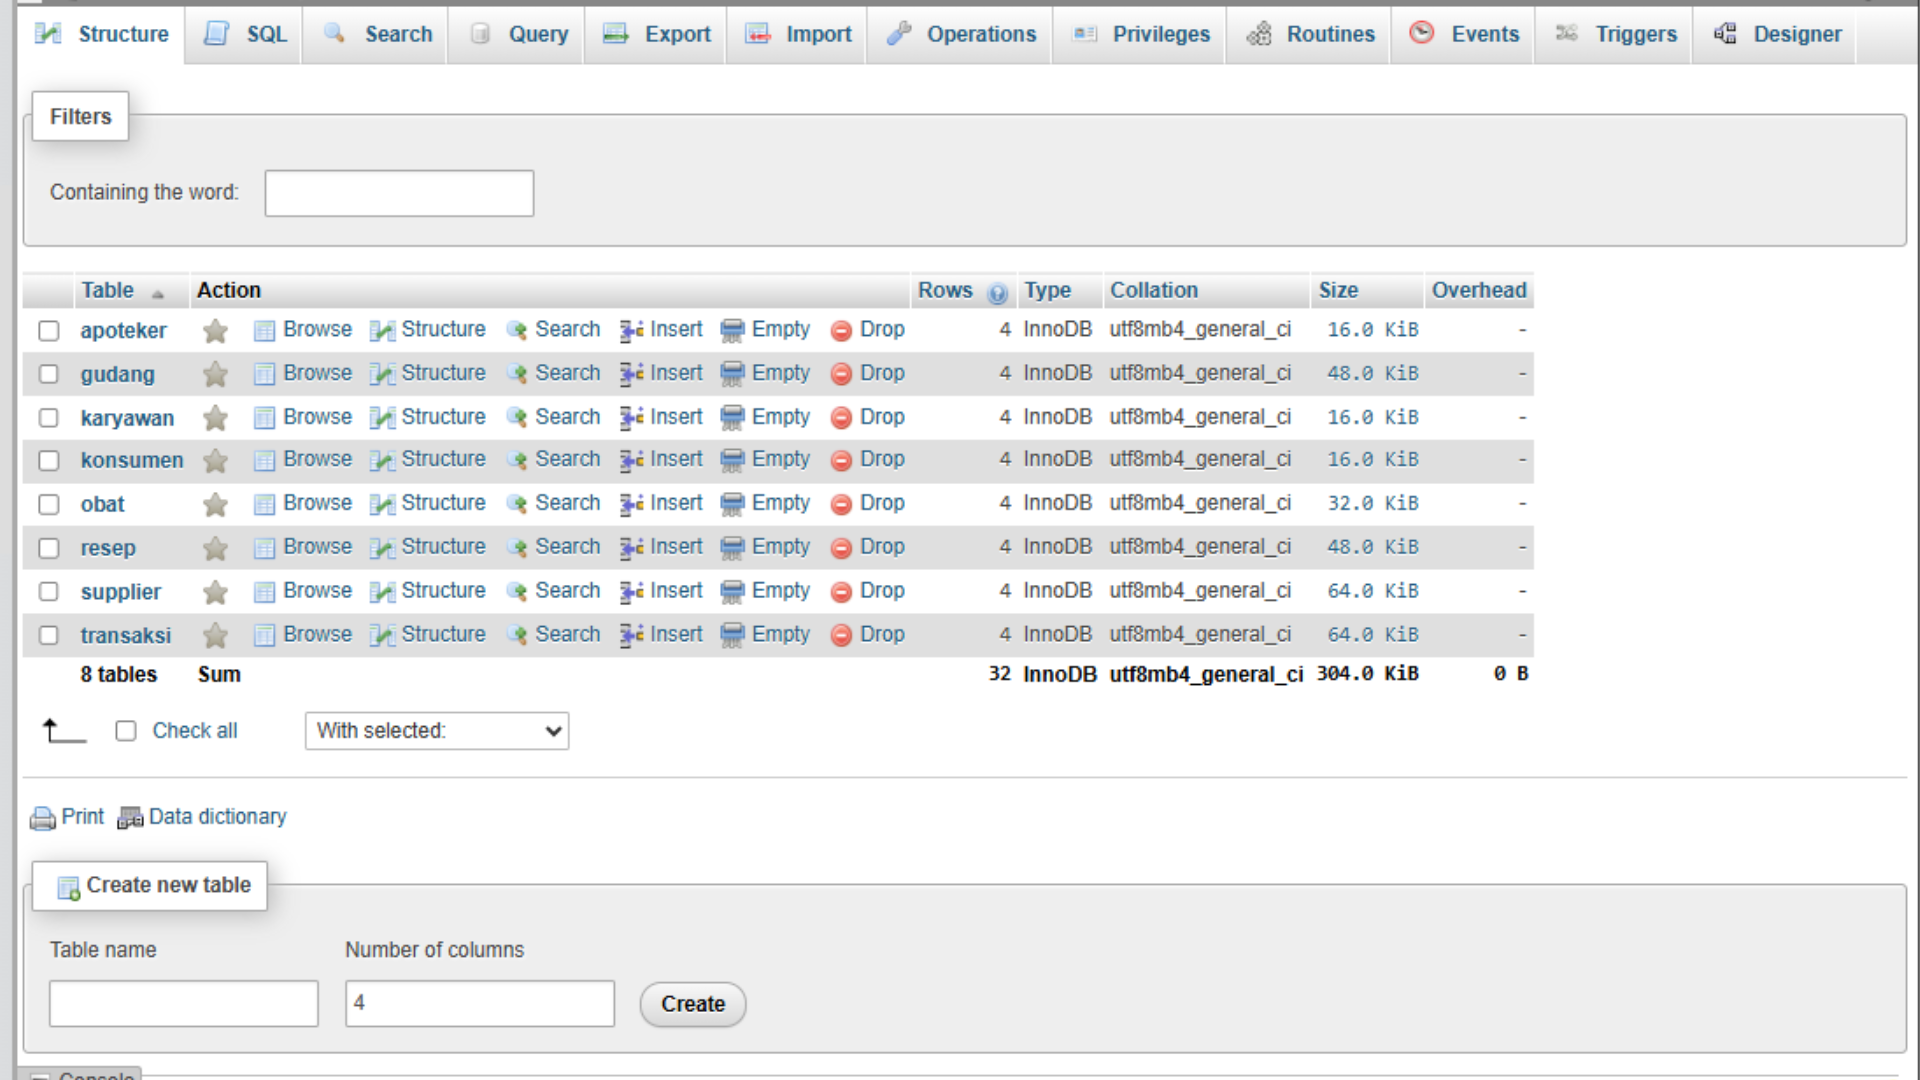 Structure SQL Search Query Export Import Operations Privileges Routines Events Triggers Designer
Filters
Containing the word:
Table Action Rows Type Collation Size Overhead
apoteker Browse Structure Search Insert Empty Drop 4 InnoDB utf8mb4_general_ci 16.0 KiB -
gudang Browse Structure Search Insert Empty Drop 4 InnoDB utf8mb4_general_ci 48.0 KiB -
karyawan Browse Structure Search Insert Empty Drop 4 InnoDB utf8mb4_general_ci 16.0 KiB -
konsumen Browse Structure Search Insert Empty Drop 4 InnoDB utf8mb4_general_ci 16.0 KiB -
obat Browse Structure Search Insert Empty Drop 4 InnoDB utf8mb4_general_ci 32.0 KiB -
resep Browse Structure Search Insert Empty Drop 4 InnoDB utf8mb4_general_ci 48.0 KiB -
supplier Browse Structure Search Insert Empty Drop 4 InnoDB utf8mb4_general_ci 64.0 KiB -
transaksi Browse Structure Search Insert Empty Drop 4 InnoDB utf8mb4_general_ci 64.0 KiB -
8 tables Sum 32 InnoDB utf8mb4_general_ci 304.0 KiB 0 B
Check all With selected:
Print Data dictionary
Create new table
Table name Number of columns
4 Create
Console